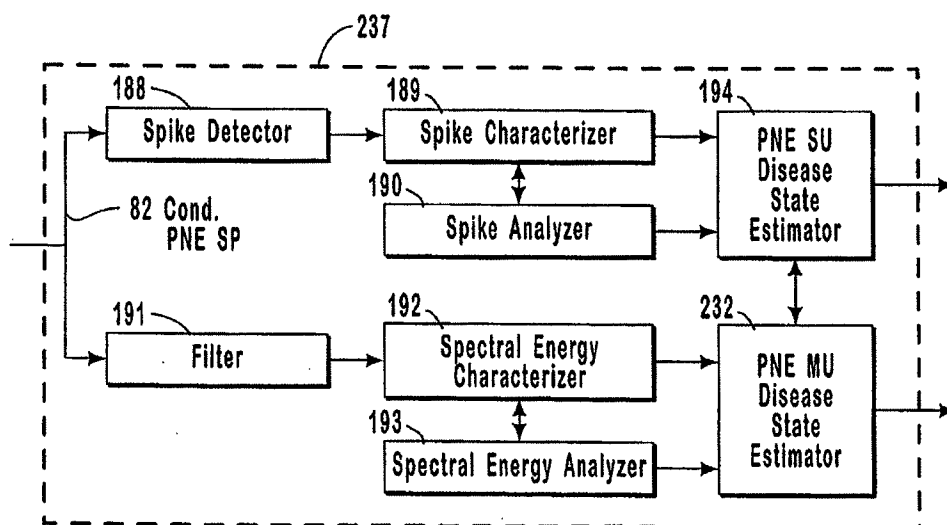 237
188
Spike Detector
189
Spike Characterizer
194
PNE SU
Disease
State
Estimator
82 Cond.
PNE SP
190
Spike Analyzer
191
Filter
192
Spectral Energy
Characterizer
232
PNE MU
Disease
State
Estimator
193
Spectral Energy Analyzer